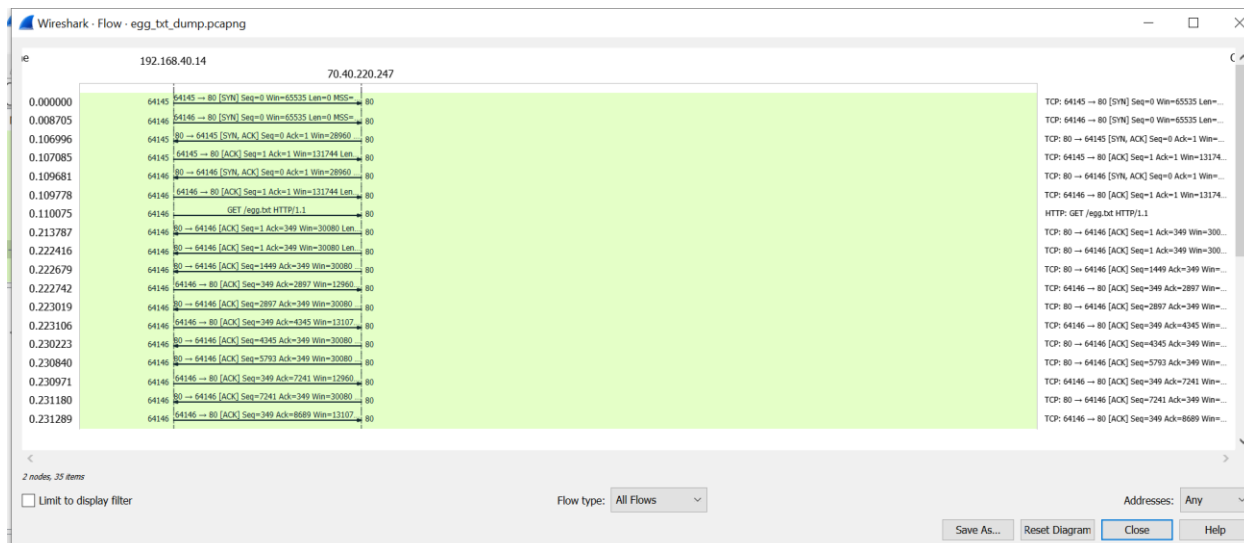 Wireshark · Flow · egg_txt_dump.pcapng
192.168.40.14
70.40.220.247
0.000000 64145 64145 → 80 [SYN] Seq=0 Win=65535 Len=0 MSS=... 80 TCP: 64145 → 80 [SYN] Seq=0 Win=65535 Len=...
0.008705 64146 64146 → 80 [SYN] Seq=0 Win=65535 Len=0 MSS=... 80 TCP: 64146 → 80 [SYN] Seq=0 Win=65535 Len=...
0.106996 64145 80 → 64145 [SYN, ACK] Seq=0 Ack=1 Win=28960 ... 80 TCP: 80 → 64145 [SYN, ACK] Seq=0 Ack=1 Win=...
0.107085 64145 64145 → 80 [ACK] Seq=1 Ack=1 Win=131744 Len... 80 TCP: 64145 → 80 [ACK] Seq=1 Ack=1 Win=13174...
0.109681 64146 80 → 64146 [SYN, ACK] Seq=0 Ack=1 Win=28960 ... 80 TCP: 80 → 64146 [SYN, ACK] Seq=0 Ack=1 Win=...
0.109778 64146 64146 → 80 [ACK] Seq=1 Ack=1 Win=131744 Len... 80 TCP: 64146 → 80 [ACK] Seq=1 Ack=1 Win=13174...
0.110075 64146 GET /egg.txt HTTP/1.1 80 HTTP: GET /egg.txt HTTP/1.1
0.213787 64146 80 → 64146 [ACK] Seq=1 Ack=349 Win=30080 Len... 80 TCP: 80 → 64146 [ACK] Seq=1 Ack=349 Win=300...
0.222416 64146 80 → 64146 [ACK] Seq=1 Ack=349 Win=30080 Len... 80 TCP: 80 → 64146 [ACK] Seq=1 Ack=349 Win=300...
0.222679 64146 80 → 64146 [ACK] Seq=1449 Ack=349 Win=30080 ... 80 TCP: 80 → 64146 [ACK] Seq=1449 Ack=349 Win=...
0.222742 64146 64146 → 80 [ACK] Seq=349 Ack=2897 Win=12960... 80 TCP: 64146 → 80 [ACK] Seq=349 Ack=2897 Win=...
0.223019 64146 80 → 64146 [ACK] Seq=2897 Ack=349 Win=30080 ... 80 TCP: 80 → 64146 [ACK] Seq=2897 Ack=349 Win=...
0.223106 64146 64146 → 80 [ACK] Seq=349 Ack=4345 Win=13107... 80 TCP: 64146 → 80 [ACK] Seq=349 Ack=4345 Win=...
0.230223 64146 80 → 64146 [ACK] Seq=4345 Ack=349 Win=30080 ... 80 TCP: 80 → 64146 [ACK] Seq=4345 Ack=349 Win=...
0.230840 64146 80 → 64146 [ACK] Seq=5793 Ack=349 Win=30080 ... 80 TCP: 80 → 64146 [ACK] Seq=5793 Ack=349 Win=...
0.230971 64146 64146 → 80 [ACK] Seq=349 Ack=7241 Win=12960... 80 TCP: 64146 → 80 [ACK] Seq=349 Ack=7241 Win=...
0.231180 64146 80 → 64146 [ACK] Seq=7241 Ack=349 Win=30080 ... 80 TCP: 80 → 64146 [ACK] Seq=7241 Ack=349 Win=...
0.231289 64146 64146 → 80 [ACK] Seq=349 Ack=8689 Win=13107... 80 TCP: 64146 → 80 [ACK] Seq=349 Ack=8689 Win=...
2 nodes, 35 items
Limit to display filter Flow type: All Flows Addresses: Any
Save As... Reset Diagram Close Help